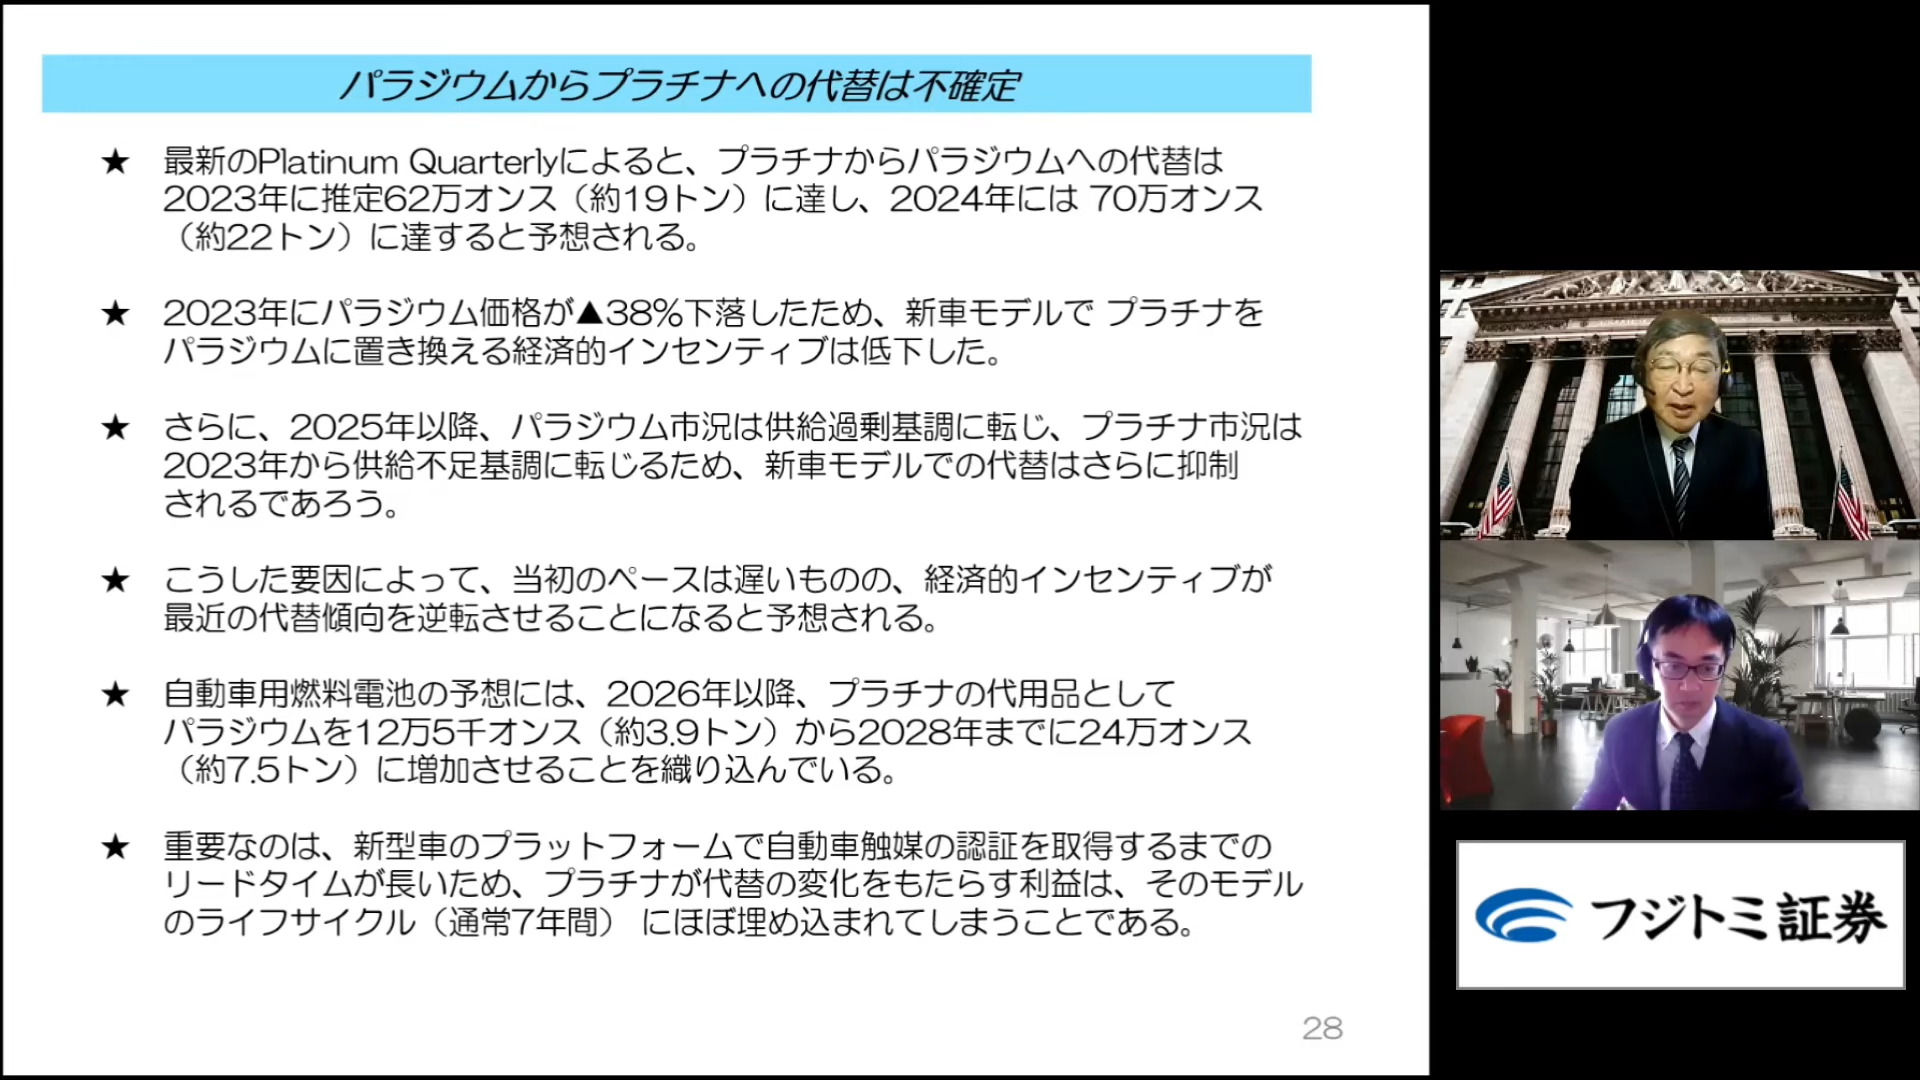 パラジウムからプラチナへの代替は不確定
★ 最新のPlatinum Quarterlyによると、プラチナからパラジウムへの代替は
2023年に推定62万オンス（約19トン）に達し、2024年には 70万オンス
（約22トン）に達すると予想される。
★ 2023年にパラジウム価格が▲38%下落したため、新車モデルで プラチナを
パラジウムに置き換える経済的インセンティブは低下した。
★ さらに、2025年以降、パラジウム市況は供給過剰基調に転じ、プラチナ市況は
2023年から供給不足基調に転じるため、新車モデルでの代替はさらに抑制
されるであろう。
★ こうした要因によって、当初のペースは遅いものの、経済的インセンティブが
最近の代替傾向を逆転させることになると予想される。
★ 自動車用燃料電池の予想には、2026年以降、プラチナの代用品として
パラジウムを12万5千オンス（約3.9トン）から2028年までに24万オンス
（約7.5トン）に増加させることを織り込んでいる。
★ 重要なのは、新型車のプラットフォームで自動車触媒の認証を取得するまでの
リードタイムが長いため、プラチナが代替の変化をもたらす利益は、そのモデル
のライフサイクル（通常7年間） にほぼ埋め込まれてしまうことである。
28
フジトミ証券